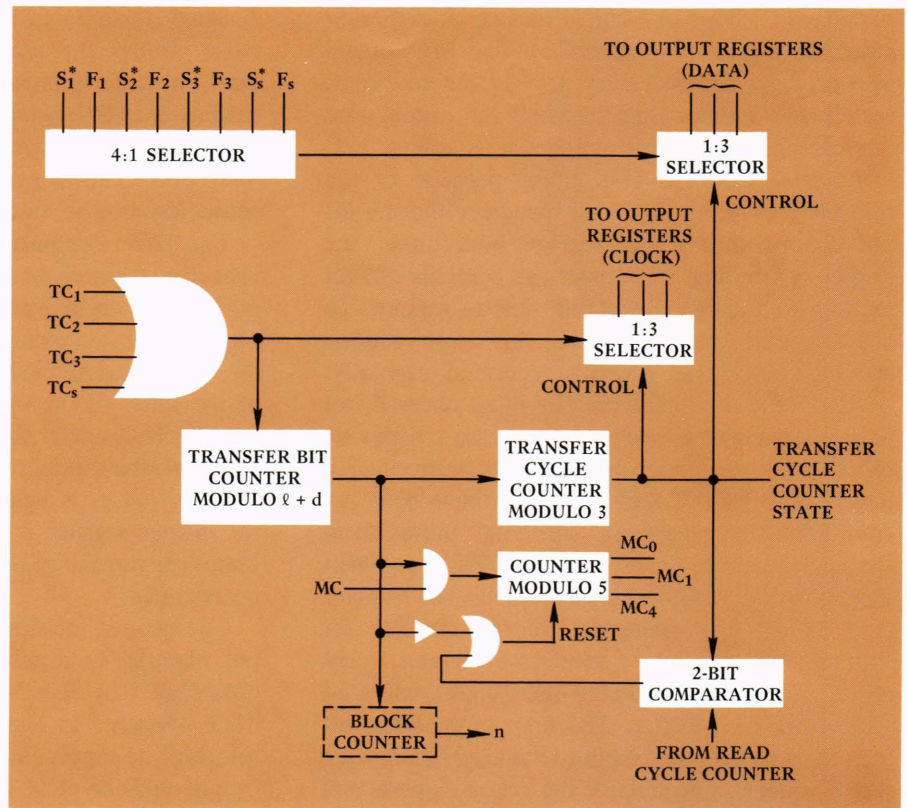 TO OUTPUT REGISTERS
(DATA)
S₁* F₁ S₂* F₂ S₃* F₃ Sₛ* Fₛ
4:1 SELECTOR
1:3
SELECTOR
CONTROL
TO OUTPUT
REGISTERS
(CLOCK)
TC₁
TC₂
TC₃
TCₛ
1:3
SELECTOR
CONTROL
TRANSFER BIT
COUNTER
MODULO ℓ + d
TRANSFER
CYCLE
COUNTER
MODULO 3
TRANSFER
CYCLE
COUNTER
STATE
MC
COUNTER
MODULO 5
MC₀
MC₁
MC₄
RESET
2-BIT
COMPARATOR
BLOCK
COUNTER
n
FROM READ
CYCLE COUNTER